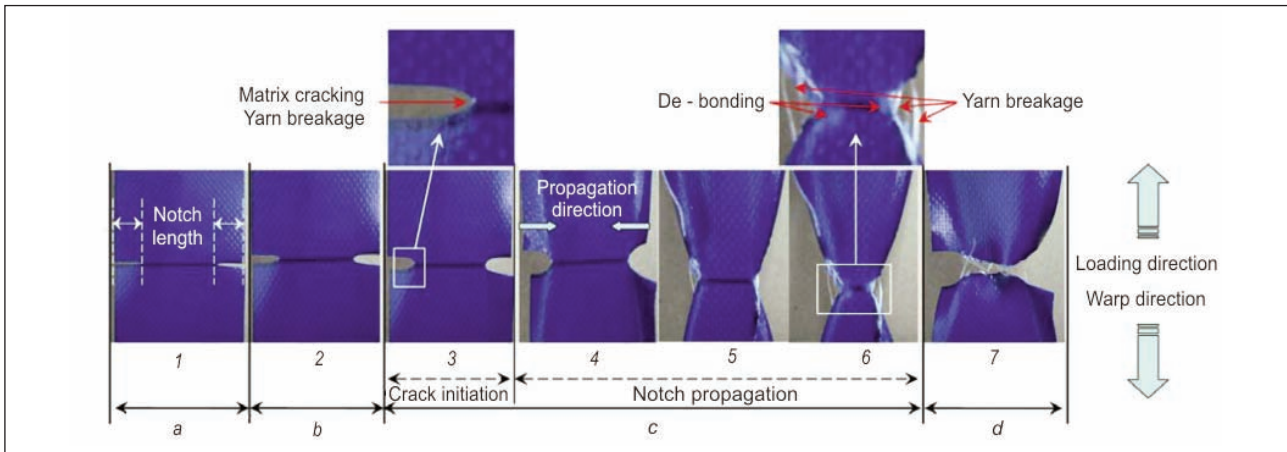 Matrix cracking
Yarn breakage
De - bonding
Yarn breakage
Notch
length
Propagation
direction
Loading direction
Warp direction
1
2
3
4
5
6
7
Crack initiation
Notch propagation
a
b
c
d